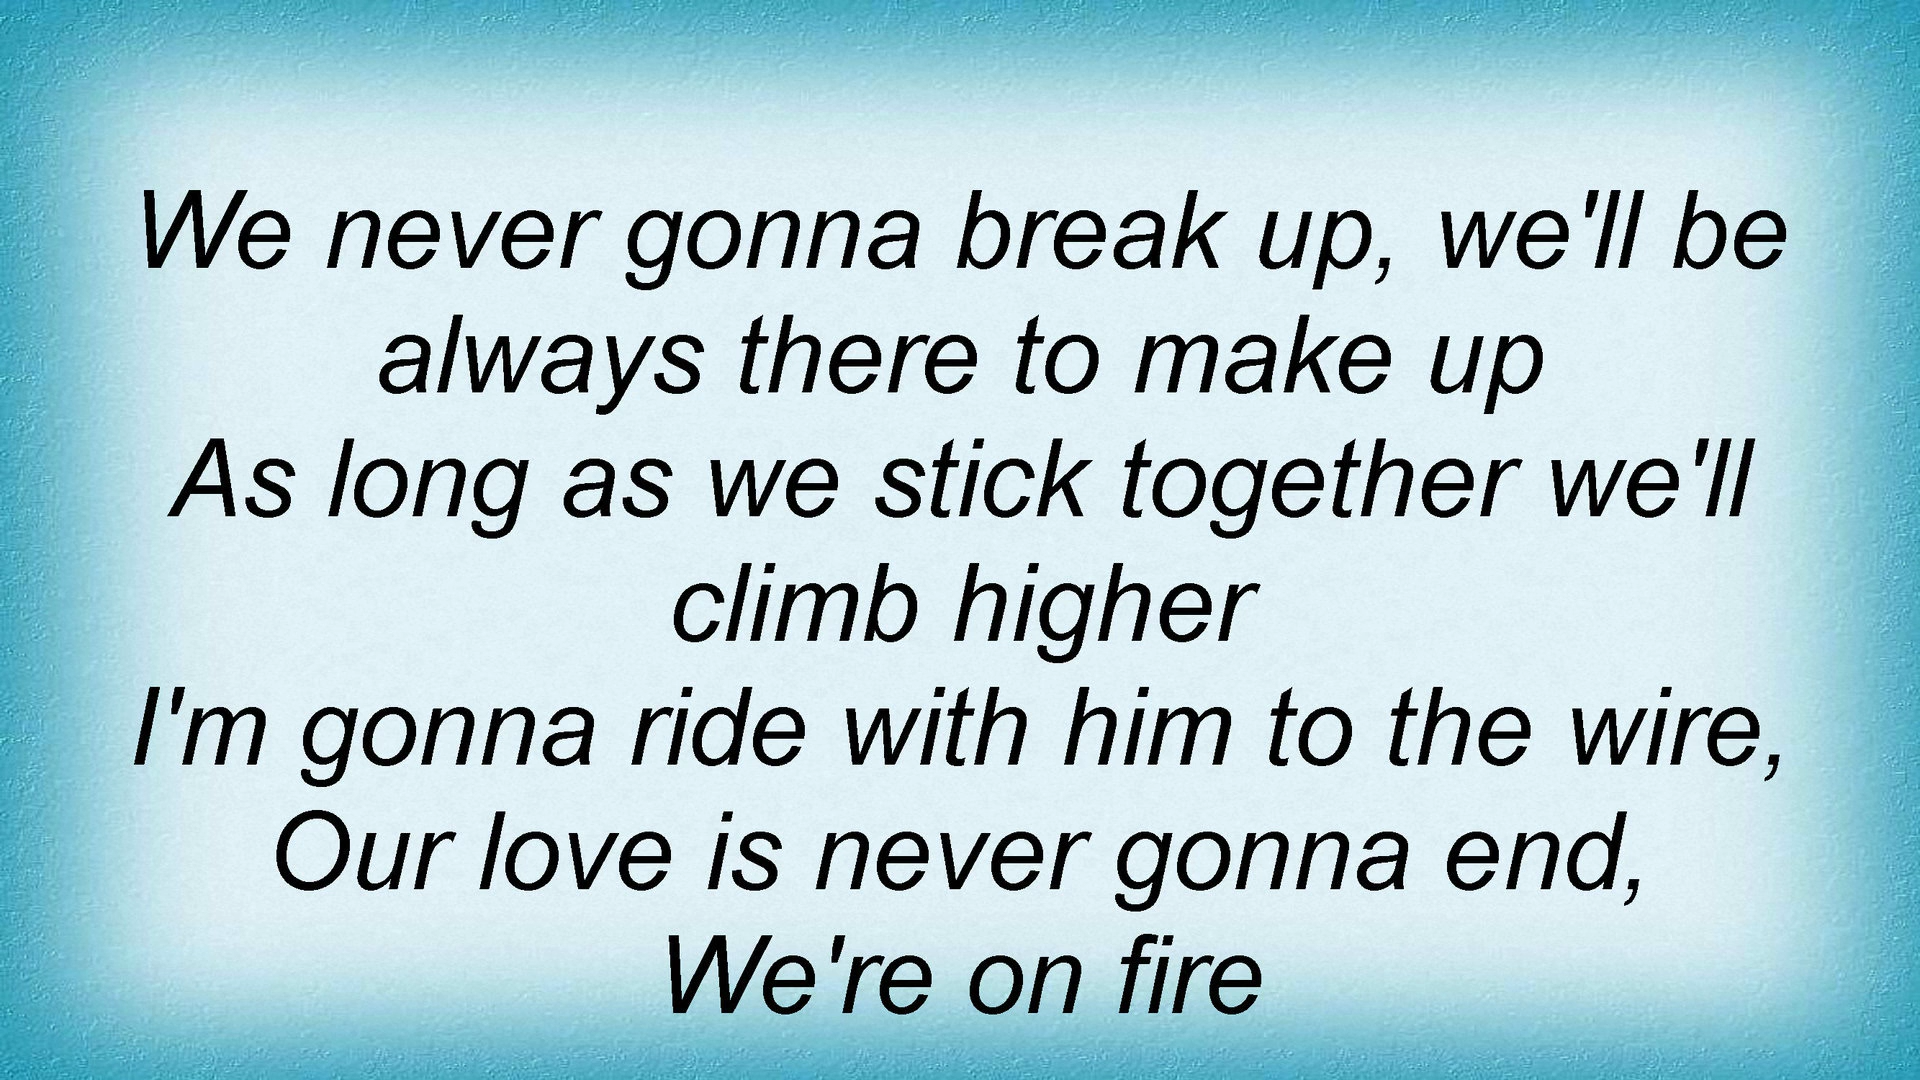 We never gonna break up, we'll be
always there to make up
As long as we stick together we'll
climb higher
I'm gonna ride with him to the wire,
Our love is never gonna end,
We're on fire